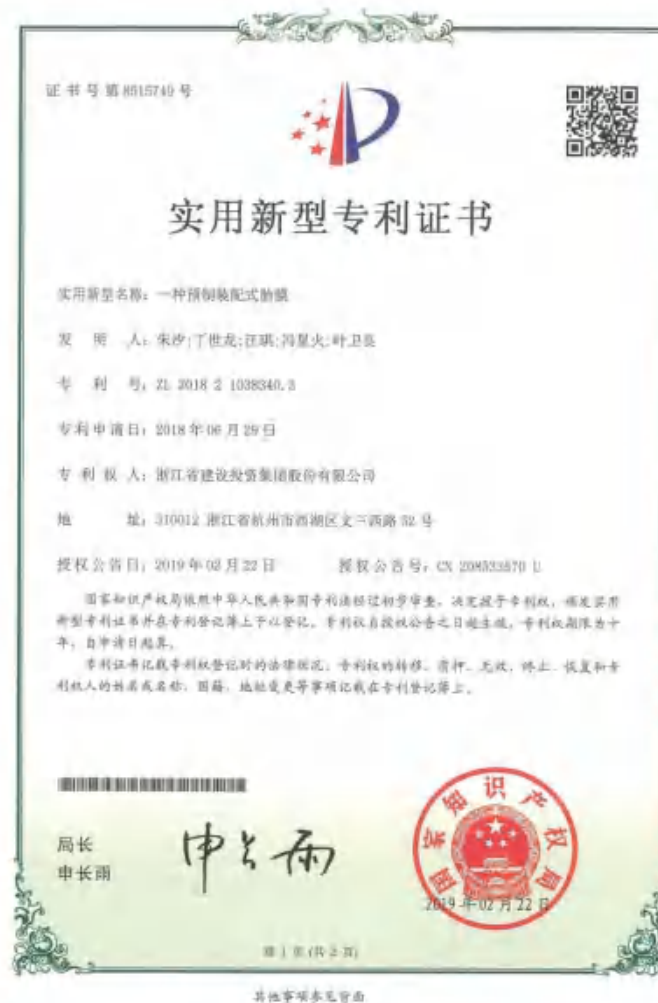 证书号第8515749号
实用新型专利证书
实用新型名称：一种预制装配式胎膜
发 明 人：朱沙;丁世龙;汪琪;冯星火;叶卫良
专 利 号：ZL 2018 2 1038340.3
专利申请日：2018年06月29日
专 利 权 人：浙江省建设投资集团股份有限公司
地 址：310012 浙江省杭州市西湖区文三西路52号
授权公告日：2019年02月22日 授权公告号：CN 208533570 U
国家知识产权局依照中华人民共和国专利法经过初步审查，决定授予专利权，颁发实用
新型专利证书并在专利登记簿上予以登记。专利权自授权公告之日起生效。专利权期限为十
年，自申请日起算。
专利证书记载专利权登记时的法律状况。专利权的转移、质押、无效、终止、恢复和专
利权人的姓名或名称、国籍、地址变更等事项记载在专利登记簿上。
局长
申长雨
申长雨
国家知识产权局
2019年02月22日
第 1 页 (共 2 页)
其他事项参见背面